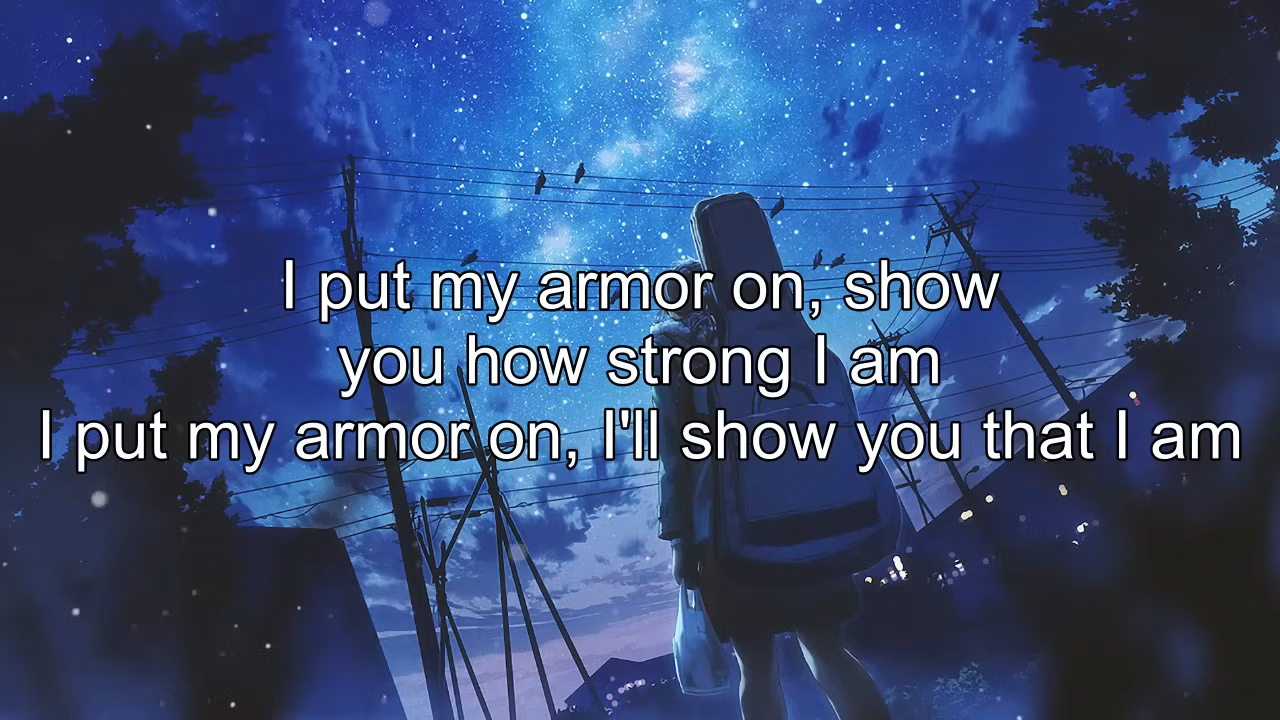 I put my armor on, show
you how strong I am
I put my armor on, I'll show you that I am